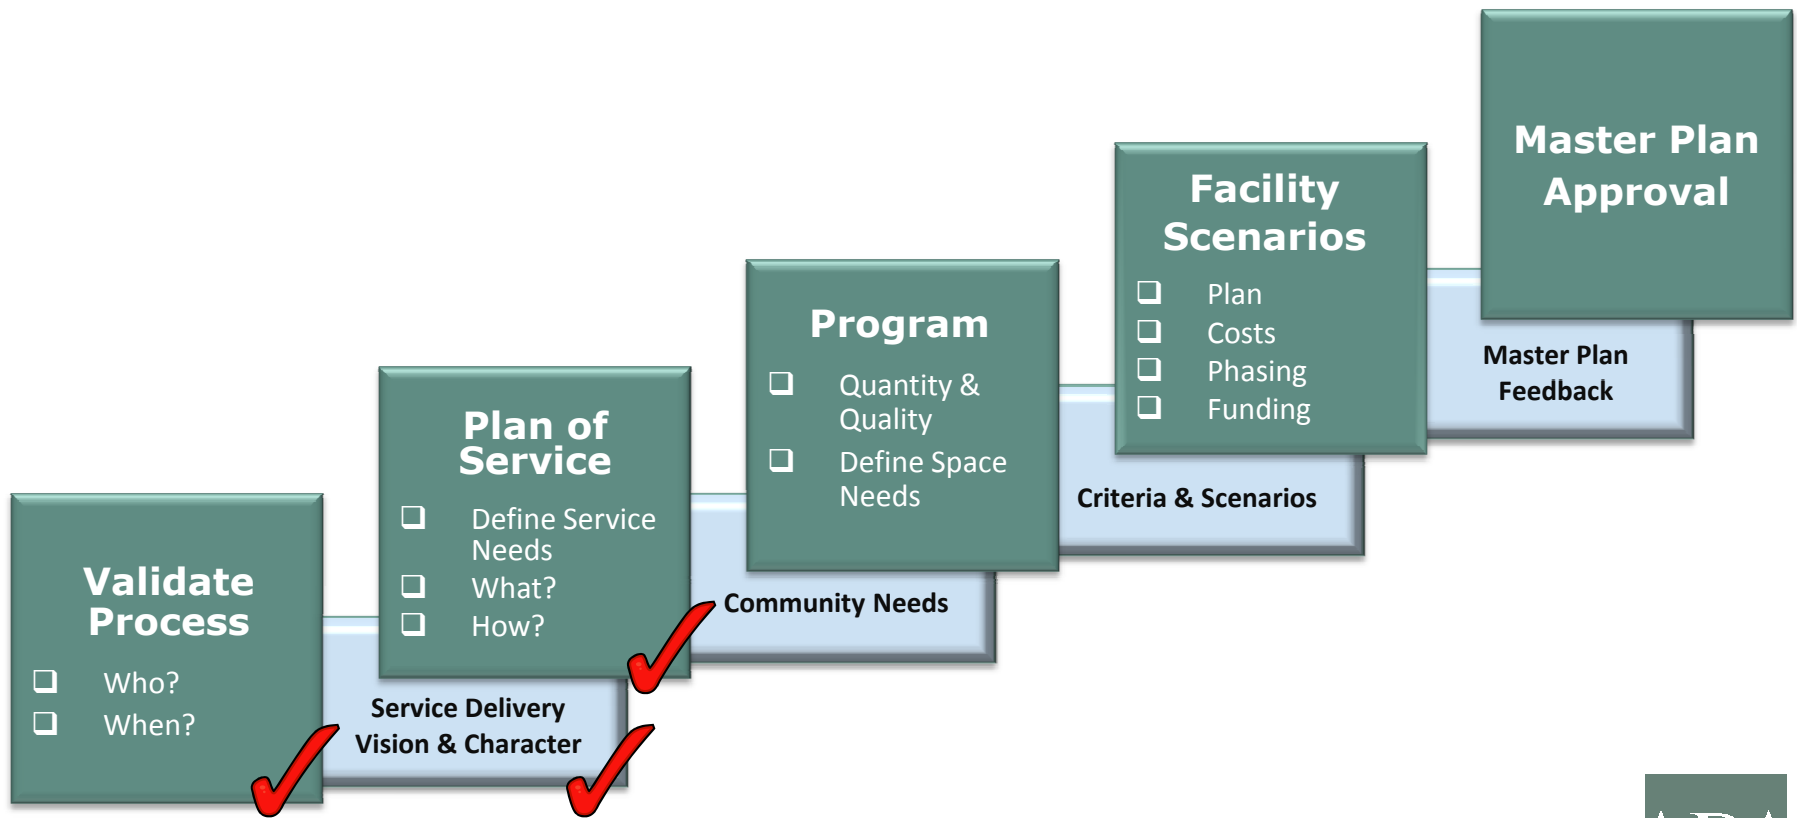 Validate
Process
❑ Who?
❑ When?
Service Delivery
Vision & Character
Plan of
Service
❑ Define Service
Needs
❑ What?
❑ How?
Community Needs
Program
❑ Quantity &
Quality
❑ Define Space
Needs
Criteria & Scenarios
Facility
Scenarios
❑ Plan
❑ Costs
❑ Phasing
❑ Funding
Master Plan
Feedback
Master Plan
Approval